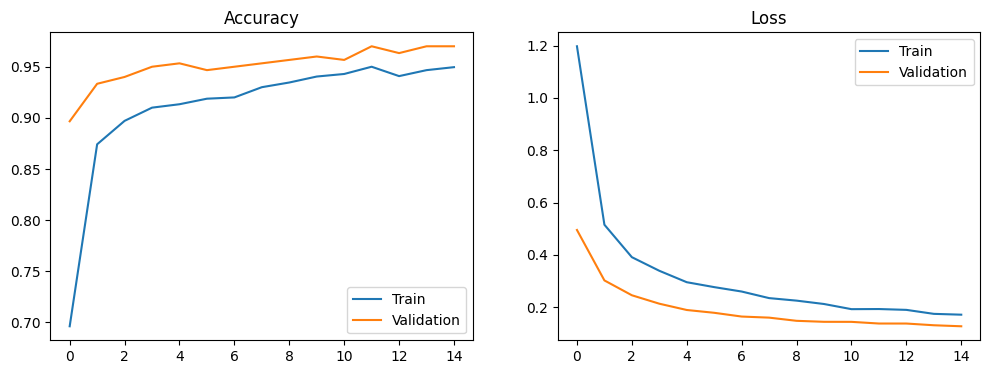 Accuracy
0.95
0.90
0.85
0.80
0.75
0.70
0 2 4 6 8 10 12 14
Train
Validation
Loss
1.2
1.0
0.8
0.6
0.4
0.2
0 2 4 6 8 10 12 14
Train
Validation